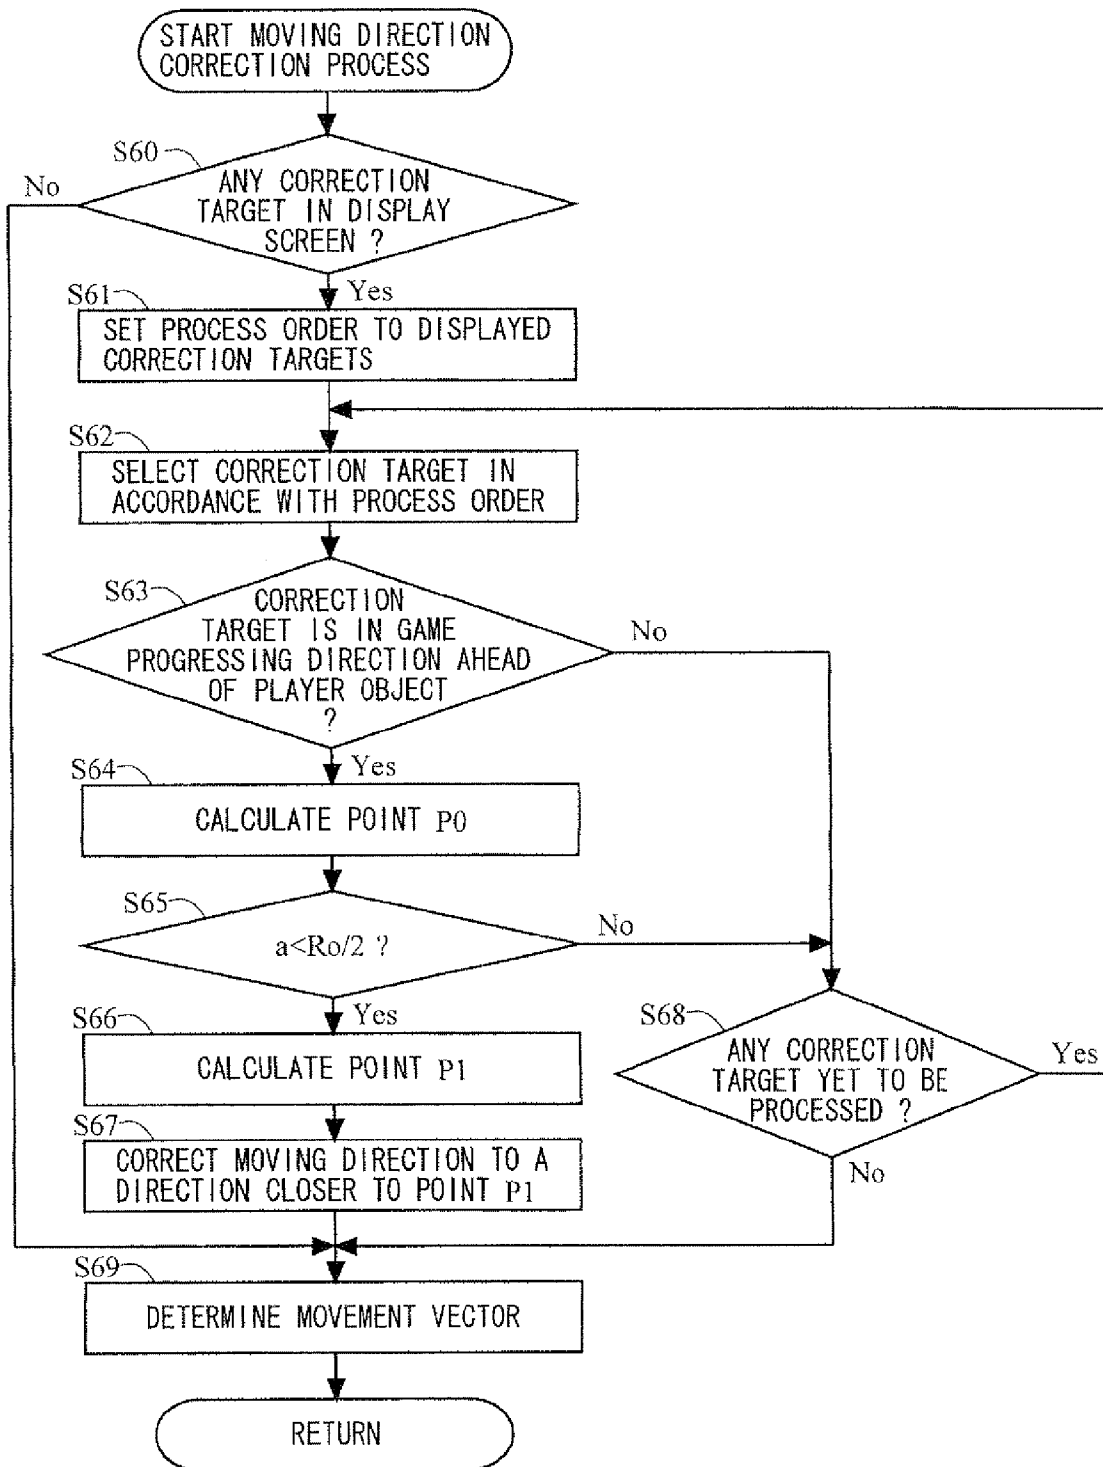 START MOVING DIRECTION
CORRECTION PROCESS
S60
No
ANY CORRECTION
TARGET IN DISPLAY
SCREEN ?
Yes
S61
SET PROCESS ORDER TO DISPLAYED
CORRECTION TARGETS
S62
SELECT CORRECTION TARGET IN
ACCORDANCE WITH PROCESS ORDER
S63
CORRECTION
TARGET IS IN GAME
PROGRESSING DIRECTION AHEAD
OF PLAYER OBJECT
?
No
Yes
S64
CALCULATE POINT P0
S65
a<Ro/2 ?
No
Yes
S66
CALCULATE POINT P1
S67
CORRECT MOVING DIRECTION TO A
DIRECTION CLOSER TO POINT P1
S68
ANY CORRECTION
TARGET YET TO BE
PROCESSED ?
Yes
No
S69
DETERMINE MOVEMENT VECTOR
RETURN